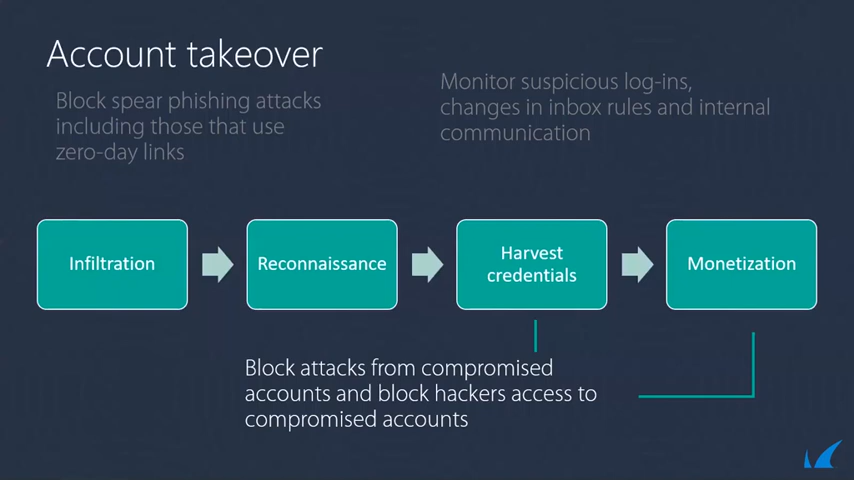 Account takeover
Block spear phishing attacks
including those that use
zero-day links
Monitor suspicious log-ins,
changes in inbox rules and internal
communication
Infiltration
Reconnaissance
Harvest
credentials
Monetization
Block attacks from compromised
accounts and block hackers access to
compromised accounts